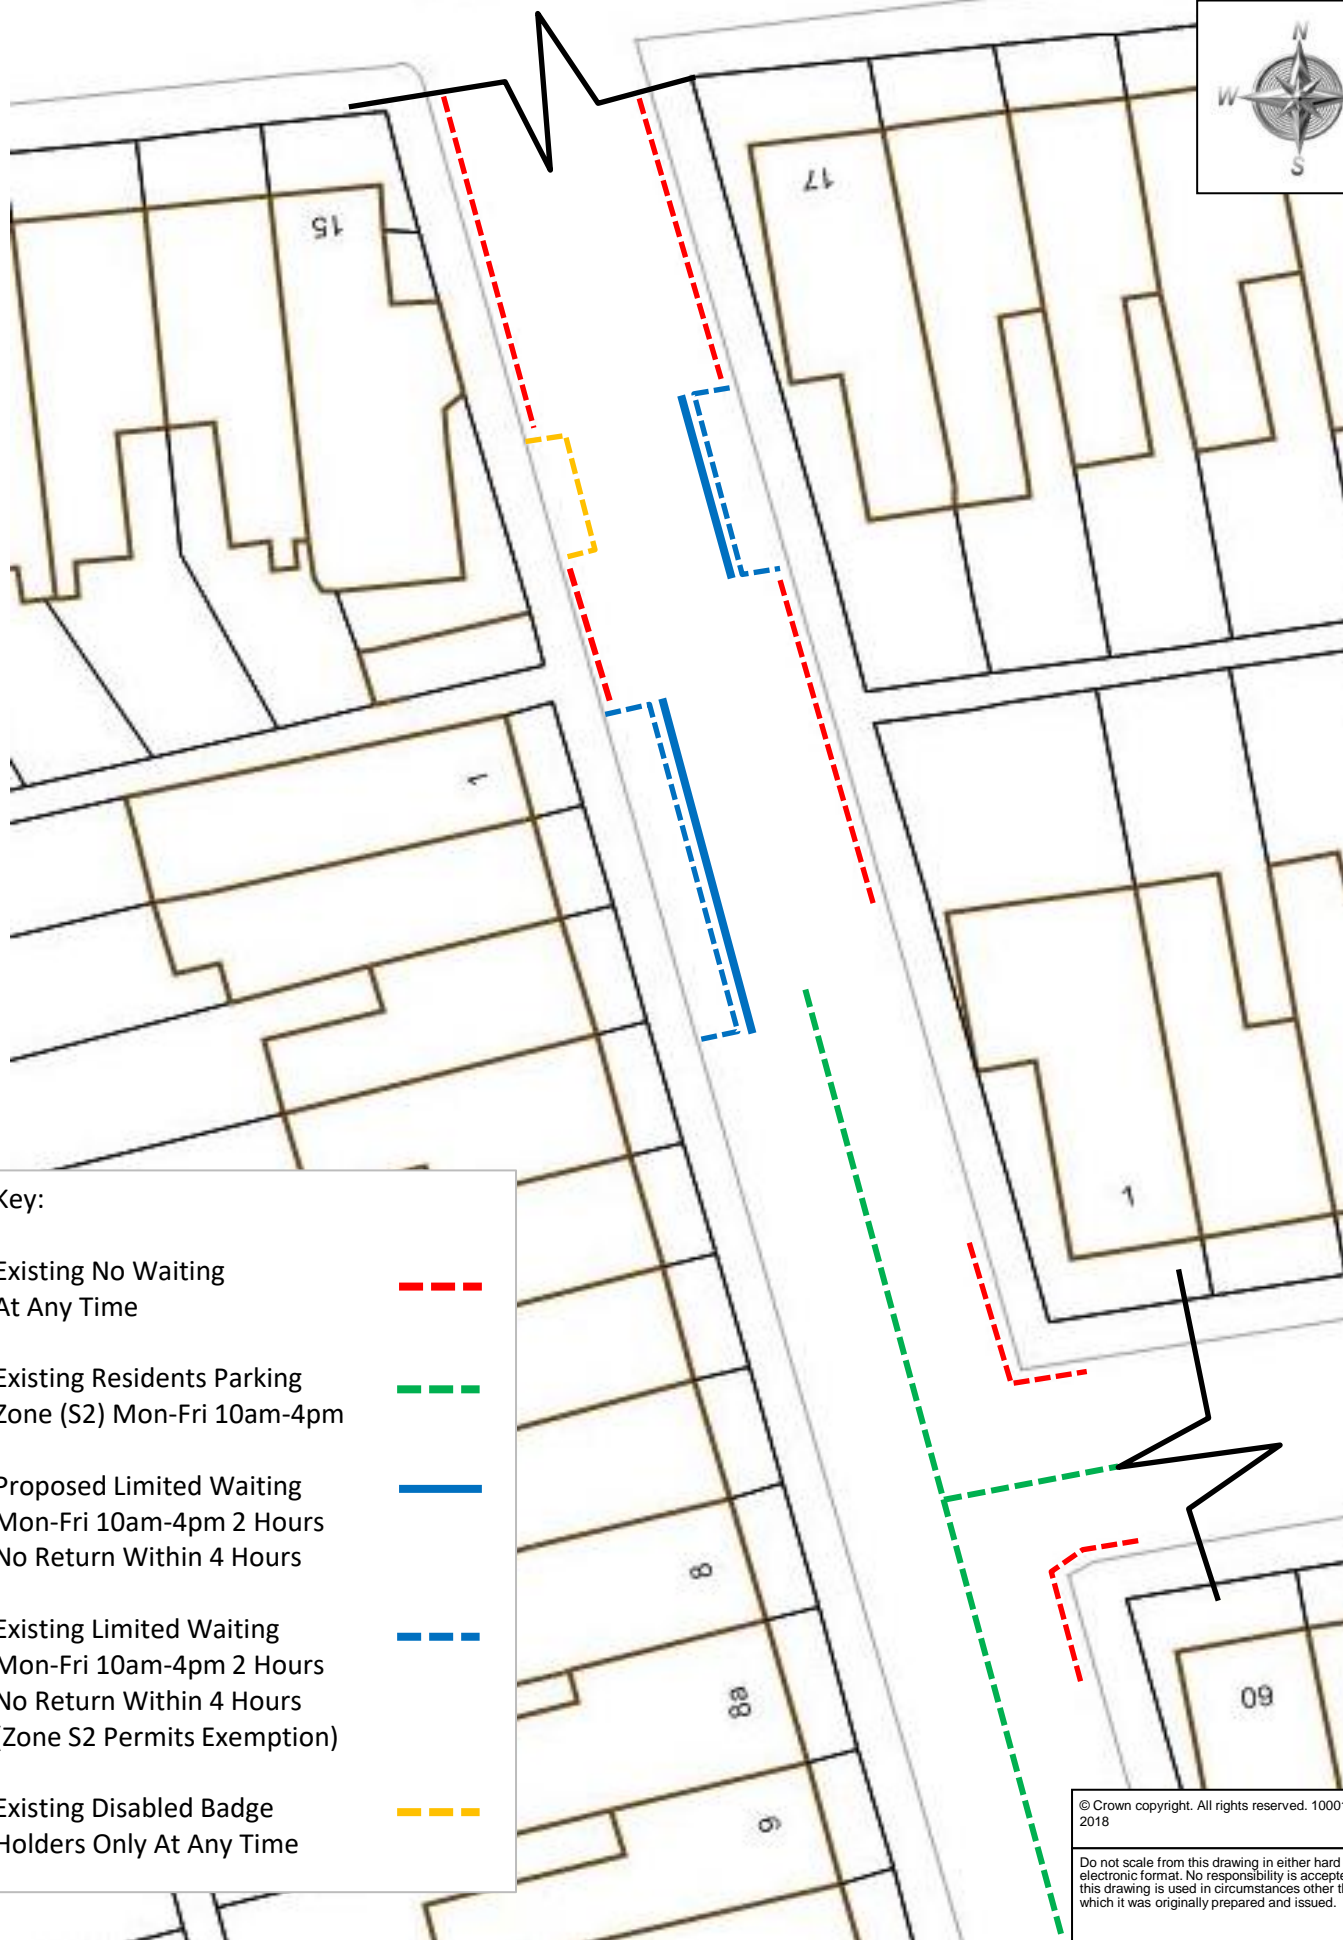 N
W
S
17
15
1
1
8
8a
9
60
Key:
Existing No Waiting
At Any Time
Existing Residents Parking
Zone (S2) Mon-Fri 10am-4pm
Proposed Limited Waiting
Mon-Fri 10am-4pm 2 Hours
No Return Within 4 Hours
Existing Limited Waiting
Mon-Fri 10am-4pm 2 Hours
No Return Within 4 Hours
(Zone S2 Permits Exemption)
Existing Disabled Badge
Holders Only At Any Time
© Crown copyright. All rights reserved. 1000
2018
Do not scale from this drawing in either hard
electronic format. No responsibility is accepte
this drawing is used in circumstances other t
which it was originally prepared and issued.